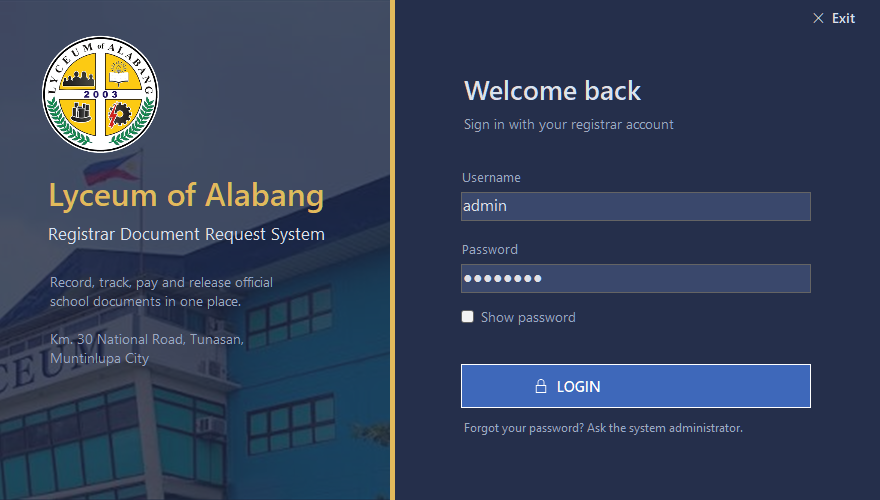 LYCEUM of ALABANG
2003
Lyceum of Alabang
Registrar Document Request System
Record, track, pay and release official
school documents in one place.
Km. 30 National Road, Tunasan,
Muntinlupa City
CEUM
Exit
Welcome back
Sign in with your registrar account
Username
admin
Password
●●●●●●●●
Show password
LOGIN
Forgot your password? Ask the system administrator.